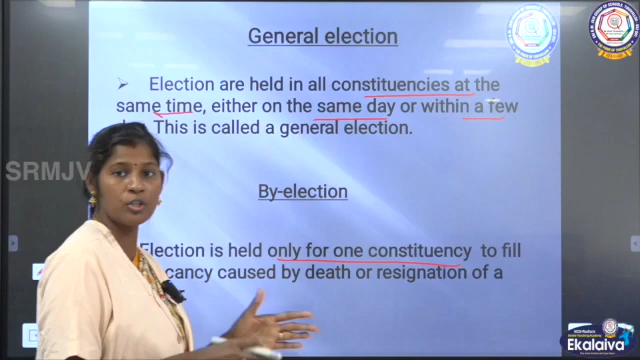 General election
➤ Election are held in all constituencies at the
same time, either on the same day or within a few
This is called a general election.
SRMJV
By-election
Election is held only for one constituency to fill
caused by death or resignation of a
Ekalaiva